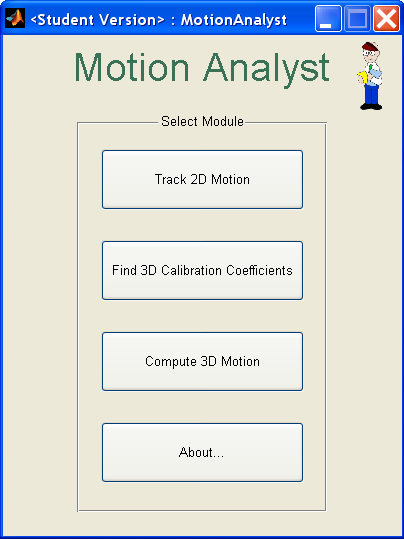 <Student Version> : MotionAnalyst
Motion Analyst
Select Module
Track 2D Motion
Find 3D Calibration Coefficients
Compute 3D Motion
About...